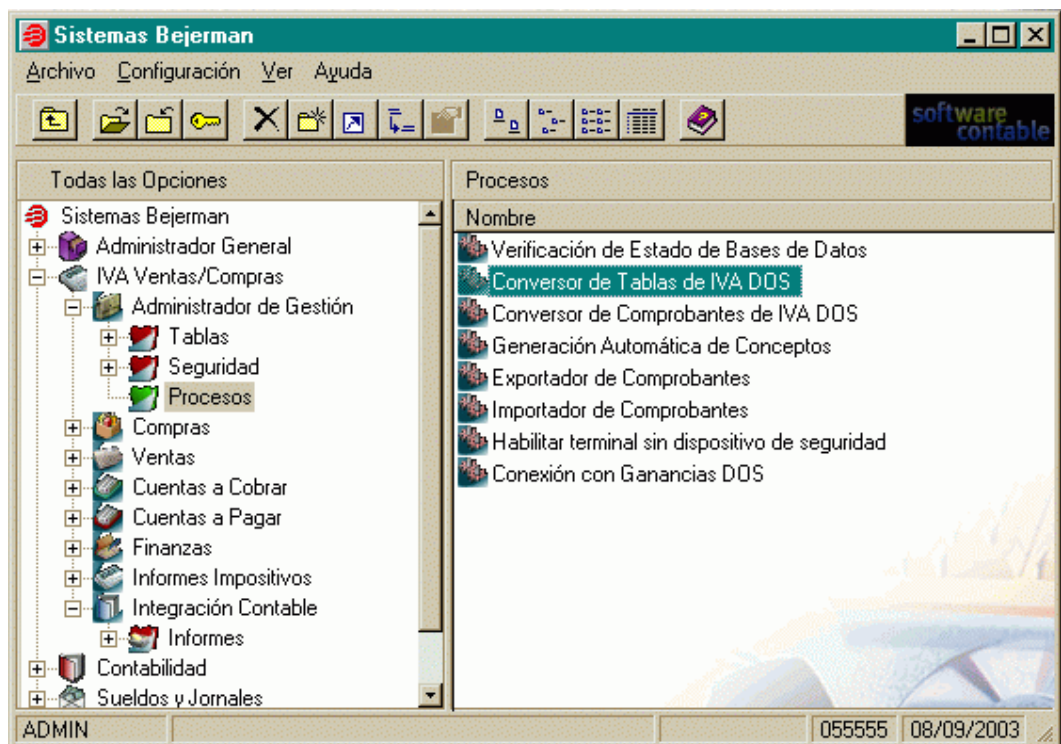 Sistemas Bejerman
Archivo Configuración Ver Ayuda
software
contable
Todas las Opciones
Procesos
Sistemas Bejerman
Administrador General
IVA Ventas/Compras
Administrador de Gestión
Tablas
Seguridad
Procesos
Compras
Ventas
Cuentas a Cobrar
Cuentas a Pagar
Finanzas
Informes Impositivos
Integración Contable
Informes
Contabilidad
Sueldos y Jornales
Nombre
Verificación de Estado de Bases de Datos
Conversor de Tablas de IVA DOS
Conversor de Comprobantes de IVA DOS
Generación Automática de Conceptos
Exportador de Comprobantes
Importador de Comprobantes
Habilitar terminal sin dispositivo de seguridad
Conexión con Ganancias DOS
ADMIN 055555 08/09/2003